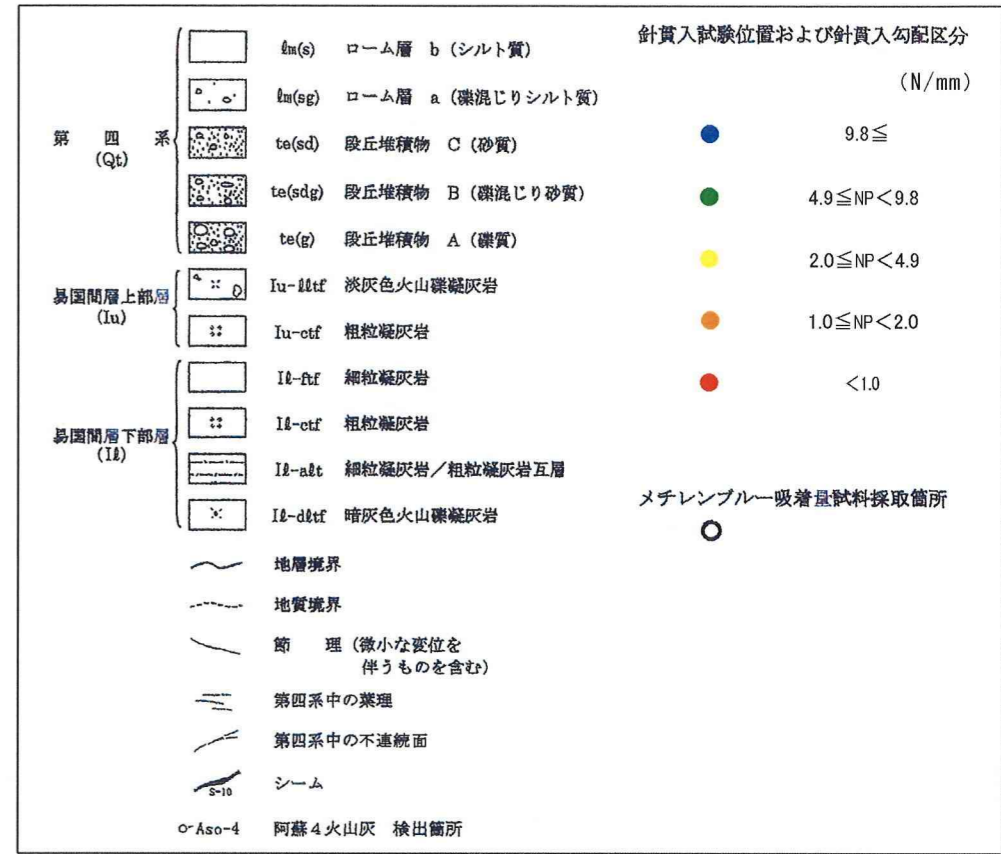 第四系
(Qt)
ℓm(s) ローム層 b (シルト質)
ℓm(sg) ローム層 a (礫混じりシルト質)
te(sd) 段丘堆積物 C (砂質)
te(sdg) 段丘堆積物 B (礫混じり砂質)
te(g) 段丘堆積物 A (礫質)
易国間層上部層
(Iu)
Iu-ℓℓtf 淡灰色火山礫凝灰岩
Iu-ctf 粗粒凝灰岩
易国間層下部層
(Iℓ)
Iℓ-ftf 細粒凝灰岩
Iℓ-ctf 粗粒凝灰岩
Iℓ-aℓt 細粒凝灰岩/粗粒凝灰岩互層
Iℓ-dℓtf 暗灰色火山礫凝灰岩
地層境界
地質境界
節理 (微小な変位を
伴うものを含む)
第四系中の葉理
第四系中の不連続面
S-10 シーム
Aso-4 阿蘇4火山灰 検出箇所
針貫入試験位置および針貫入勾配区分
(N/mm)
9.8≦
4.9≦NP<9.8
2.0≦NP<4.9
1.0≦NP<2.0
<1.0
メチレンブルー吸着量試料採取箇所